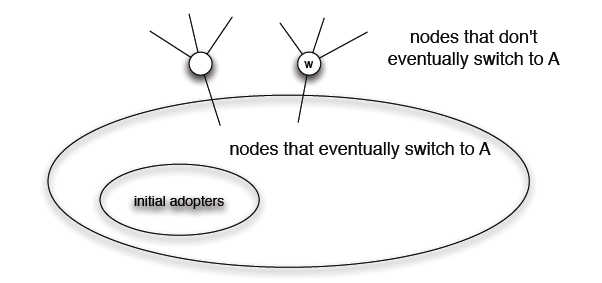 nodes that don't
eventually switch to A
w
nodes that eventually switch to A
initial adopters